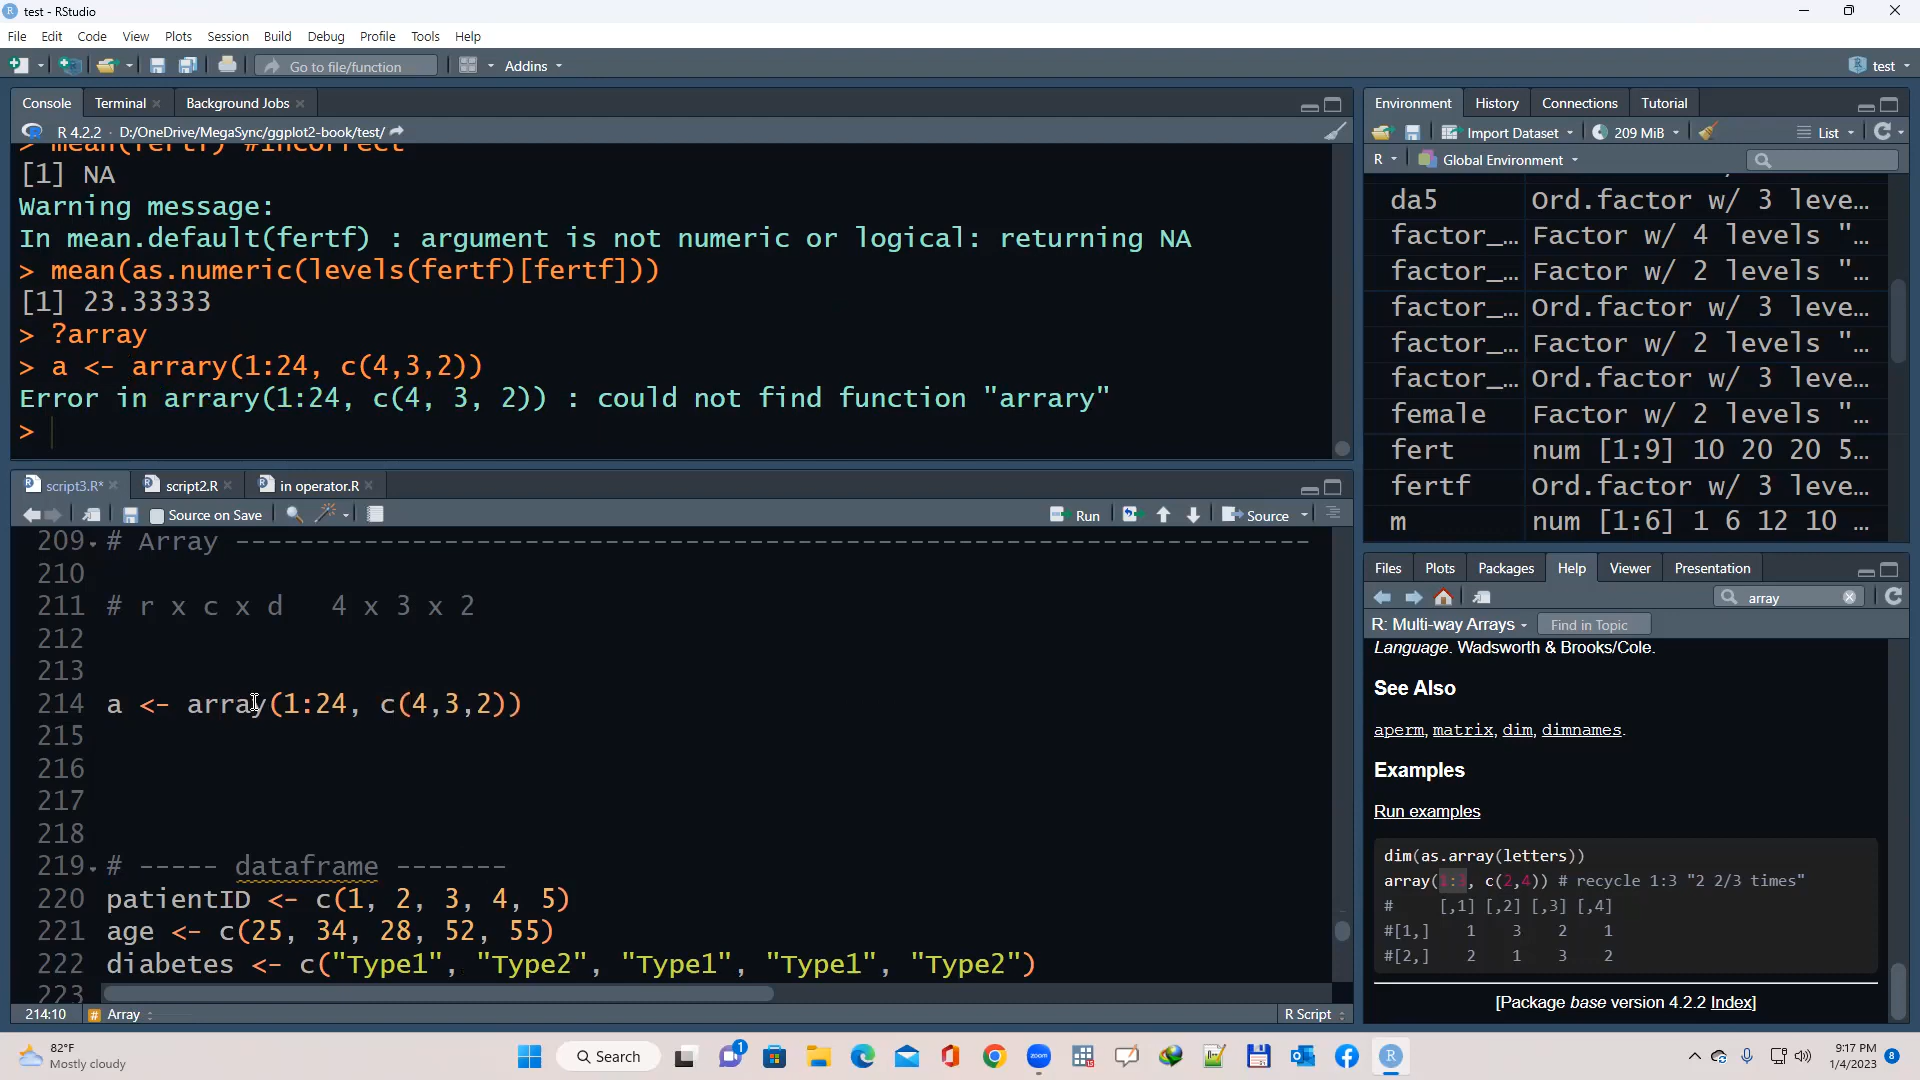 test - RStudio
File Edit Code View Plots Session Build Debug Profile Tools Help
Go to file/function Addins test
Console Terminal Background Jobs
R 4.2.2 · D:/OneDrive/MegaSync/ggplot2-book/test/
> mean(fertf) #incorrect
[1] NA
Warning message:
In mean.default(fertf) : argument is not numeric or logical: returning NA
> mean(as.numeric(levels(fertf)[fertf]))
[1] 23.33333
> ?array
> a <- arrary(1:24, c(4,3,2))
Error in arrary(1:24, c(4, 3, 2)) : could not find function "arrary"
>
script3.R* script2.R in operator.R
Source on Save Run Source
209 # Array -------------------------------------------------------------------
210
211 # r x c x d   4 x 3 x 2
212
213
214 a <- array(1:24, c(4,3,2))
215
216
217
218
219 # ----- dataframe -------
220 patientID <- c(1, 2, 3, 4, 5)
221 age <- c(25, 34, 28, 52, 55)
222 diabetes <- c("Type1", "Type2", "Type1", "Type1", "Type2")
223
214:10 # Array R Script
Environment History Connections Tutorial
Import Dataset 209 MiB List
R Global Environment
da5 Ord.factor w/ 3 leve…
factor_… Factor w/ 4 levels "…
factor_… Factor w/ 2 levels "…
factor_… Ord.factor w/ 3 leve…
factor_… Factor w/ 2 levels "…
factor_… Ord.factor w/ 3 leve…
female Factor w/ 2 levels "…
fert num [1:9] 10 20 20 5…
fertf Ord.factor w/ 3 leve…
m num [1:6] 1 6 12 10 …
Files Plots Packages Help Viewer Presentation
array
R: Multi-way Arrays Find in Topic
Language. Wadsworth & Brooks/Cole.
See Also
aperm, matrix, dim, dimnames.
Examples
Run examples
dim(as.array(letters))
array(1:3, c(2,4)) # recycle 1:3 "2 2/3 times"
# [,1] [,2] [,3] [,4]
#[1,] 1 3 2 1
#[2,] 2 1 3 2
[Package base version 4.2.2 Index]
82°F
Mostly cloudy
Search
1
zoom
R
9:17 PM
1/4/2023
8